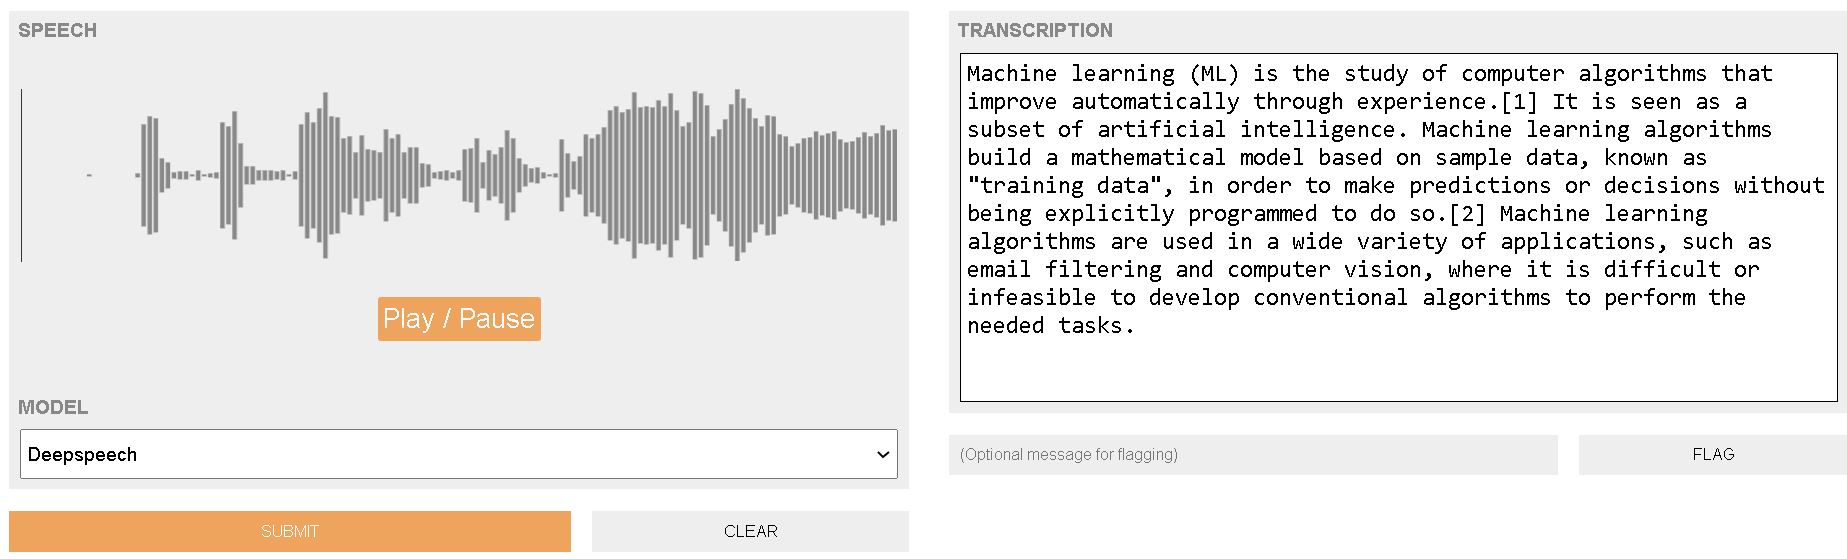 SPEECH
Play / Pause
MODEL
Deepspeech
SUBMIT
CLEAR
TRANSCRIPTION
Machine learning (ML) is the study of computer algorithms that
improve automatically through experience.[1] It is seen as a
subset of artificial intelligence. Machine learning algorithms
build a mathematical model based on sample data, known as
"training data", in order to make predictions or decisions without
being explicitly programmed to do so.[2] Machine learning
algorithms are used in a wide variety of applications, such as
email filtering and computer vision, where it is difficult or
infeasible to develop conventional algorithms to perform the
needed tasks.
(Optional message for flagging)
FLAG